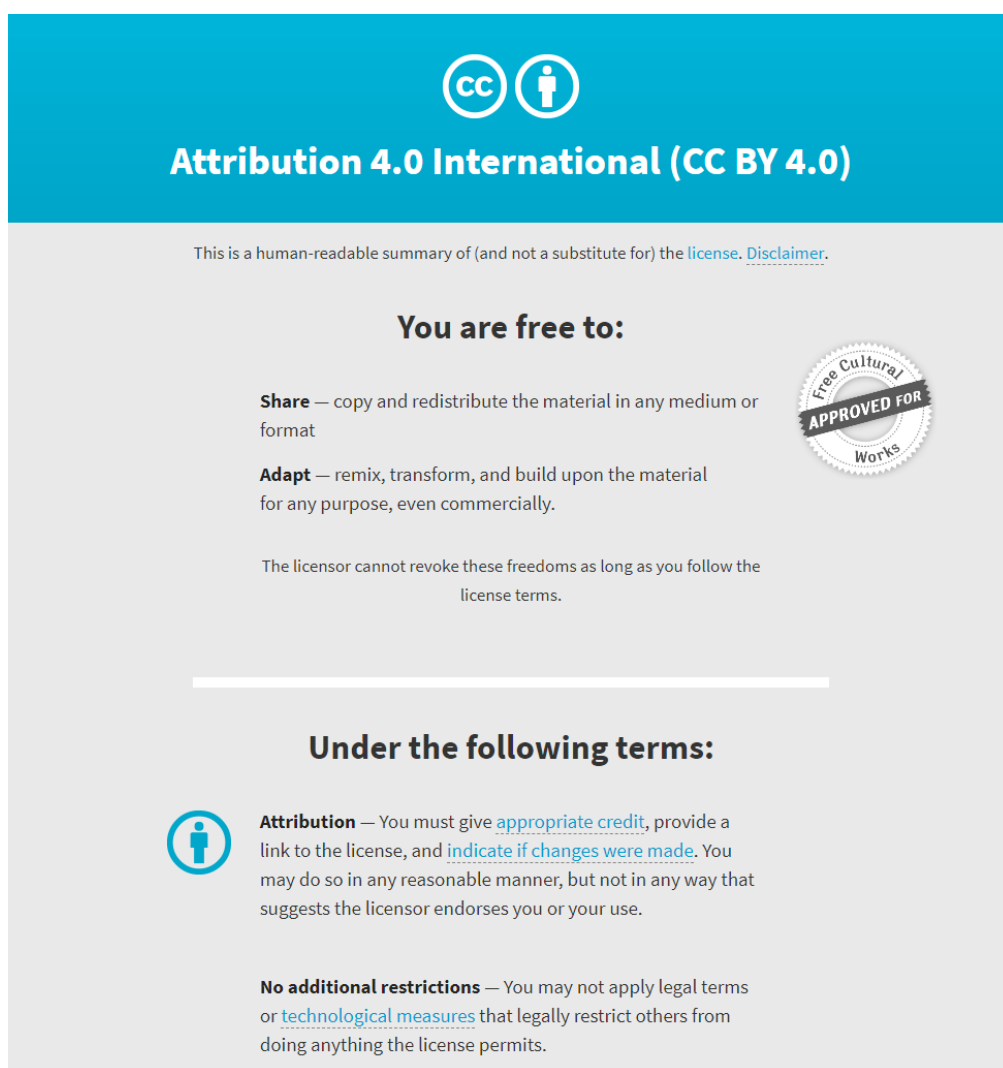 cc
Attribution 4.0 International (CC BY 4.0)
This is a human-readable summary of (and not a substitute for) the license. Disclaimer.
You are free to:
Free Cultural
APPROVED FOR
Works
Share — copy and redistribute the material in any medium or
format
Adapt — remix, transform, and build upon the material
for any purpose, even commercially.
The licensor cannot revoke these freedoms as long as you follow the
license terms.
Under the following terms:
Attribution — You must give appropriate credit, provide a
link to the license, and indicate if changes were made. You
may do so in any reasonable manner, but not in any way that
suggests the licensor endorses you or your use.
No additional restrictions — You may not apply legal terms
or technological measures that legally restrict others from
doing anything the license permits.